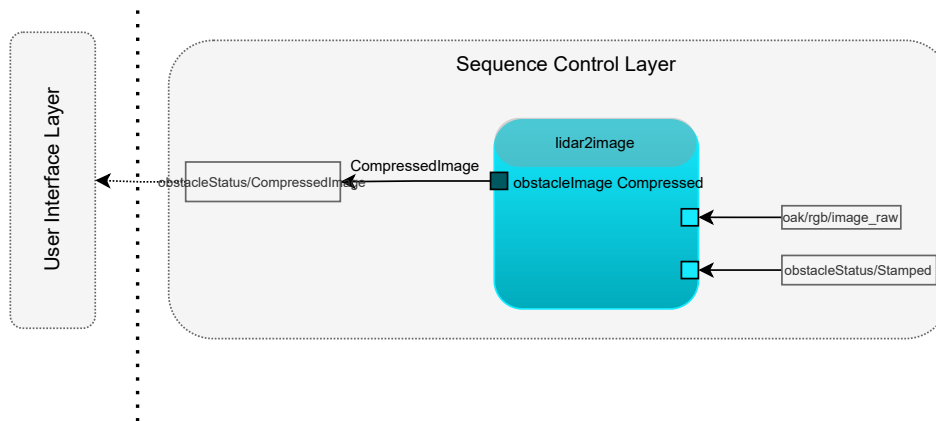 Sequence Control Layer
User Interface Layer
lidar2image
CompressedImage
obstacleStatus/CompressedImage
obstacleImage Compressed
oak/rgb/image_raw
obstacleStatus/Stamped